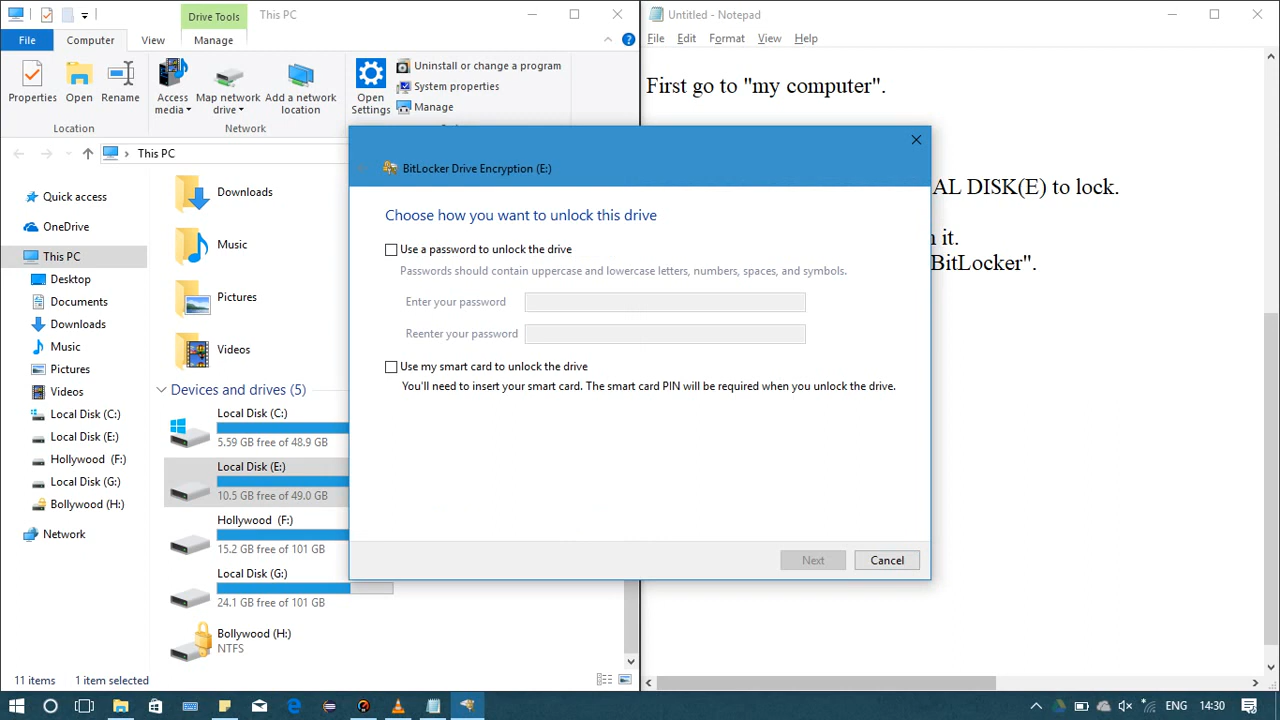 Drive Tools
This PC
File
Computer
View
Manage
Properties
Open
Rename
Access media
Map network drive
Add a network location
Open Settings
Uninstall or change a program
System properties
Manage
Location
Network
This PC
Quick access
OneDrive
This PC
Desktop
Documents
Downloads
Music
Pictures
Videos
Local Disk (C:)
Local Disk (E:)
Hollywood (F:)
Local Disk (G:)
Bollywood (H:)
Network
Downloads
Music
Pictures
Videos
Devices and drives (5)
Local Disk (C:)
5.59 GB free of 48.9 GB
Local Disk (E:)
10.5 GB free of 49.0 GB
Hollywood (F:)
15.2 GB free of 101 GB
Local Disk (G:)
24.1 GB free of 101 GB
Bollywood (H:)
NTFS
11 items
1 item selected
BitLocker Drive Encryption (E:)
Choose how you want to unlock this drive
Use a password to unlock the drive
Passwords should contain uppercase and lowercase letters, numbers, spaces, and symbols.
Enter your password
Reenter your password
Use my smart card to unlock the drive
You'll need to insert your smart card. The smart card PIN will be required when you unlock the drive.
Next
Cancel
Untitled - Notepad
File
Edit
Format
View
Help
First go to "my computer".
AL DISK(E) to lock.
it.
BitLocker".
ENG
14:30